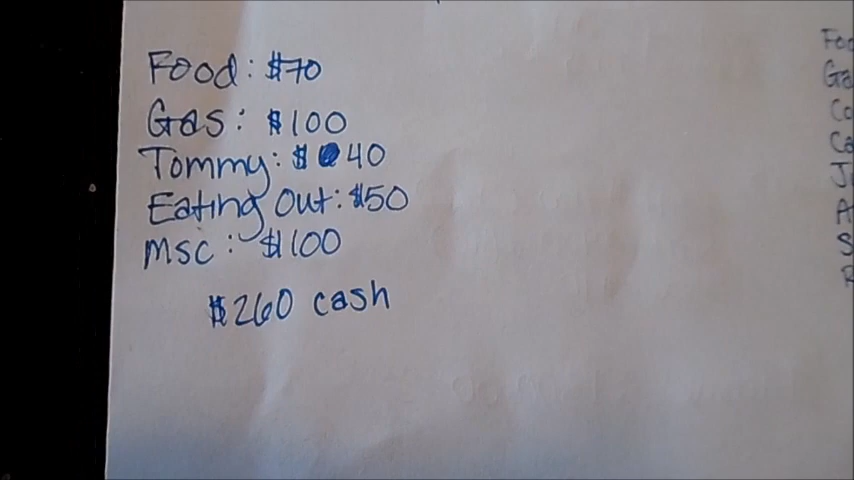 Food: $70
Gas: $100
Tommy: $ 40
Eating Out: $50
Msc: $100
$260 cash